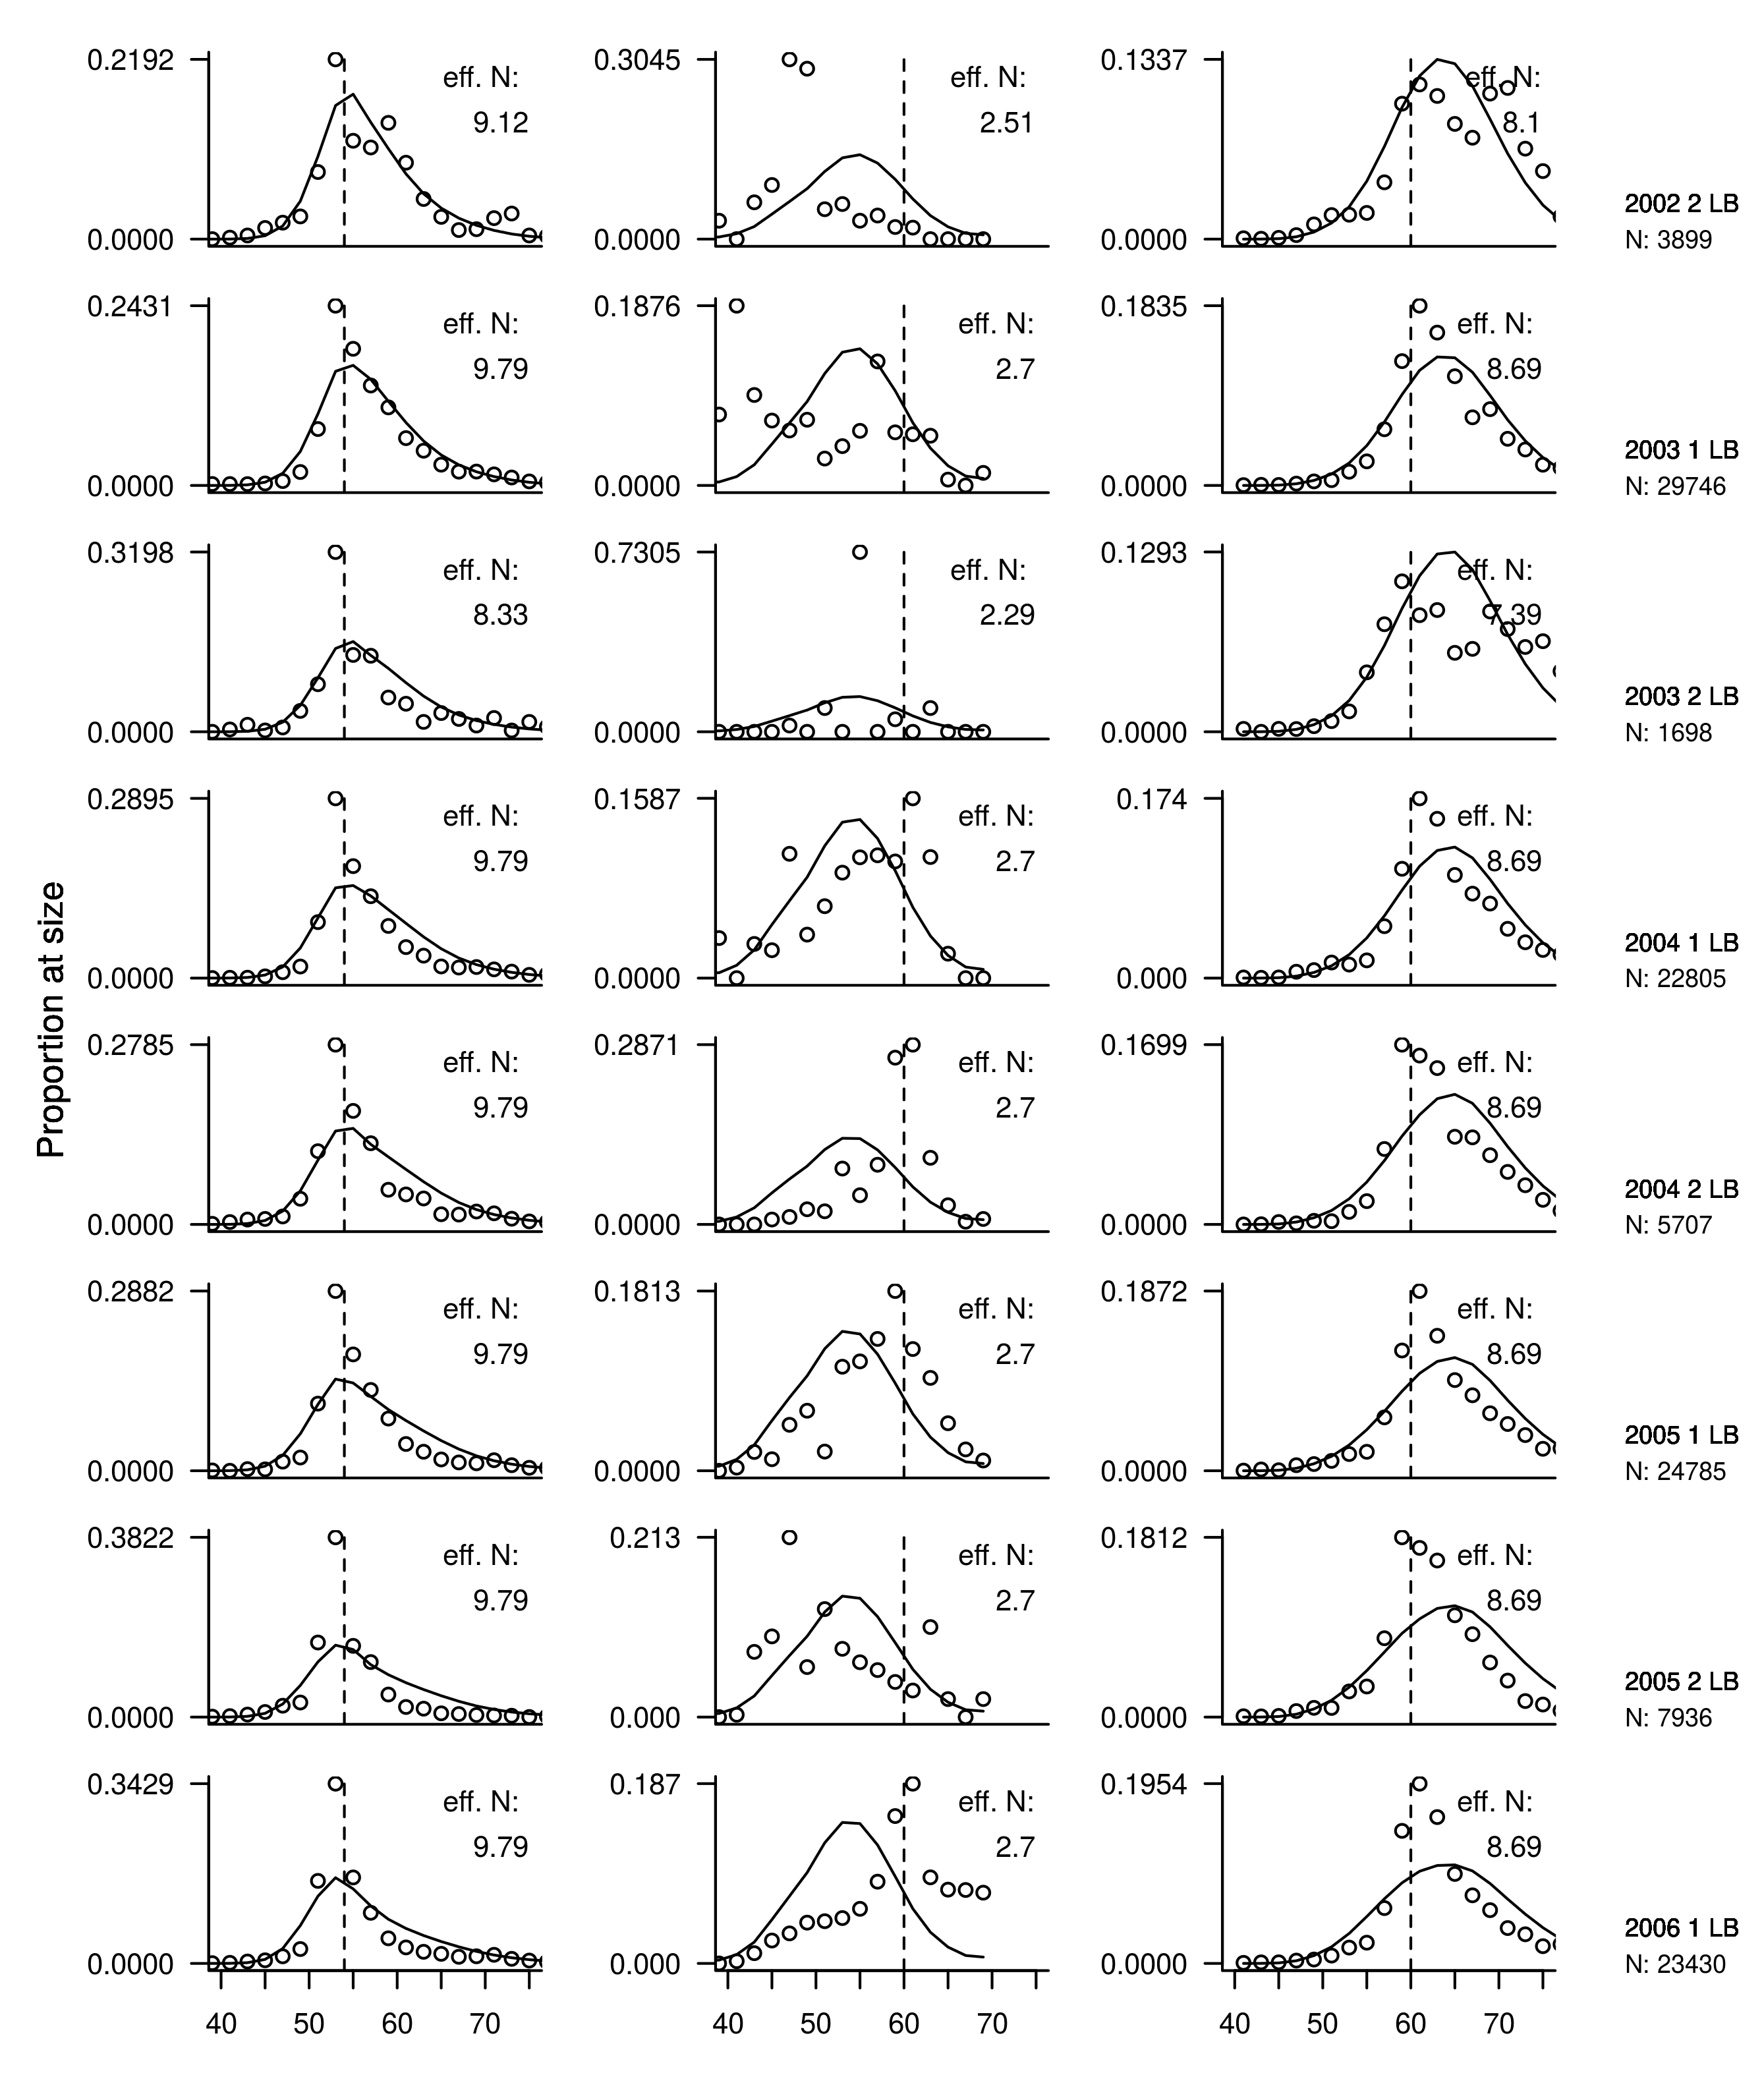 Proportion at size
0.2192 eff. N: 0.3045 eff. N: 0.1337 eff. N:
9.12 2.51 8.1
2002 2 LB
0.0000 0.0000 0.0000 N: 3899
0.2431 eff. N: 0.1876 eff. N: 0.1835 eff. N:
9.79 2.7 8.69
2003 1 LB
0.0000 0.0000 0.0000 N: 29746
0.3198 eff. N: 0.7305 eff. N: 0.1293 eff. N:
8.33 2.29 7.39
2003 2 LB
0.0000 0.0000 0.0000 N: 1698
0.2895 eff. N: 0.1587 eff. N: 0.174 eff. N:
9.79 2.7 8.69
2004 1 LB
0.0000 0.0000 0.000 N: 22805
0.2785 eff. N: 0.2871 eff. N: 0.1699 eff. N:
9.79 2.7 8.69
2004 2 LB
0.0000 0.0000 0.0000 N: 5707
0.2882 eff. N: 0.1813 eff. N: 0.1872 eff. N:
9.79 2.7 8.69
2005 1 LB
0.0000 0.0000 0.0000 N: 24785
0.3822 eff. N: 0.213 eff. N: 0.1812 eff. N:
9.79 2.7 8.69
2005 2 LB
0.0000 0.000 0.0000 N: 7936
0.3429 eff. N: 0.187 eff. N: 0.1954 eff. N:
9.79 2.7 8.69
2006 1 LB
0.0000 0.000 0.0000 N: 23430
40 50 60 70 40 50 60 70 40 50 60 70